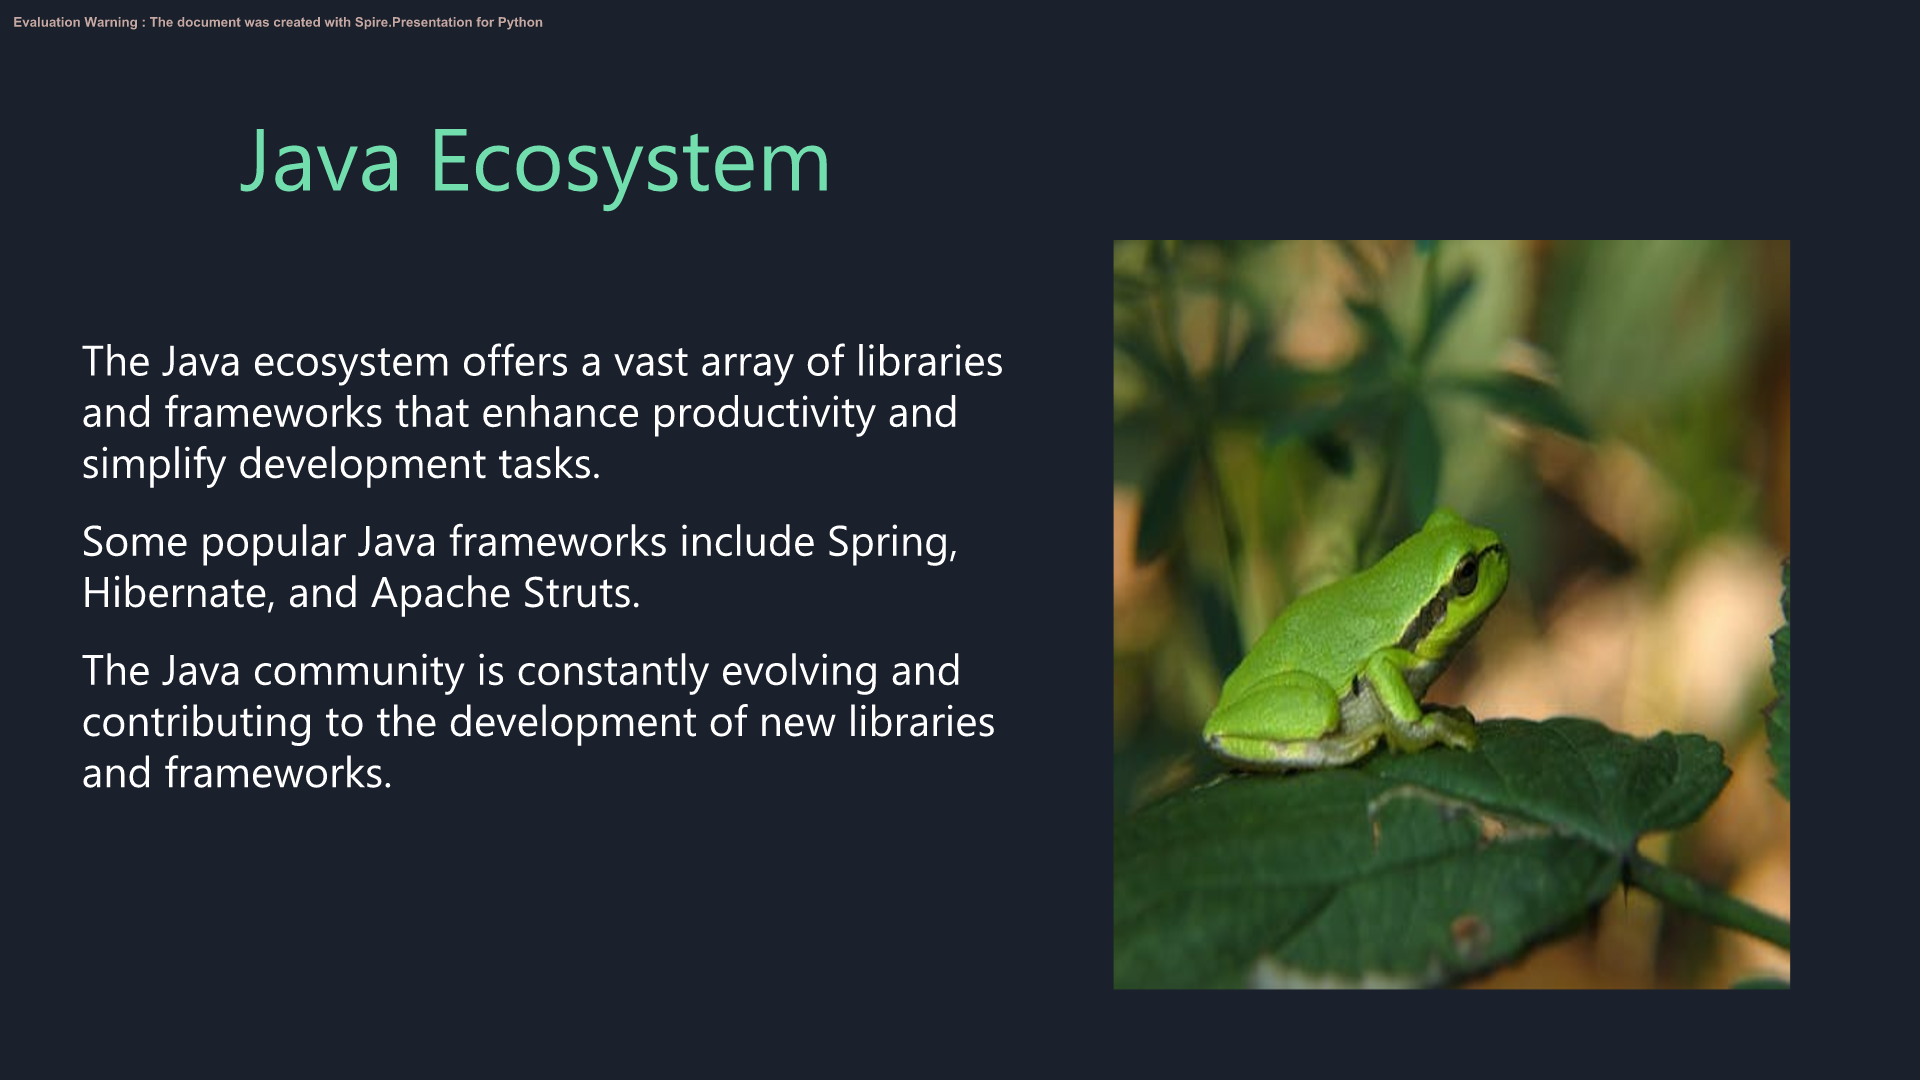 Evaluation Warning : The document was created with Spire.Presentation for Python
Java Ecosystem
The Java ecosystem offers a vast array of libraries
and frameworks that enhance productivity and
simplify development tasks.
Some popular Java frameworks include Spring,
Hibernate, and Apache Struts.
The Java community is constantly evolving and
contributing to the development of new libraries
and frameworks.